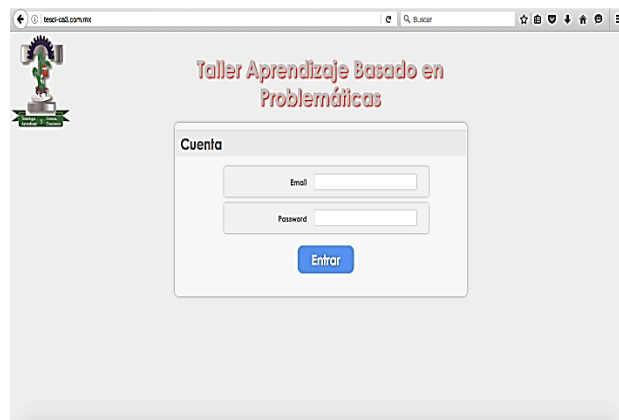 tesci-ca3.com.mx
Buscar
Taller Aprendizaje Basado en
Problemáticas
Cuenta
Email
Password
Entrar